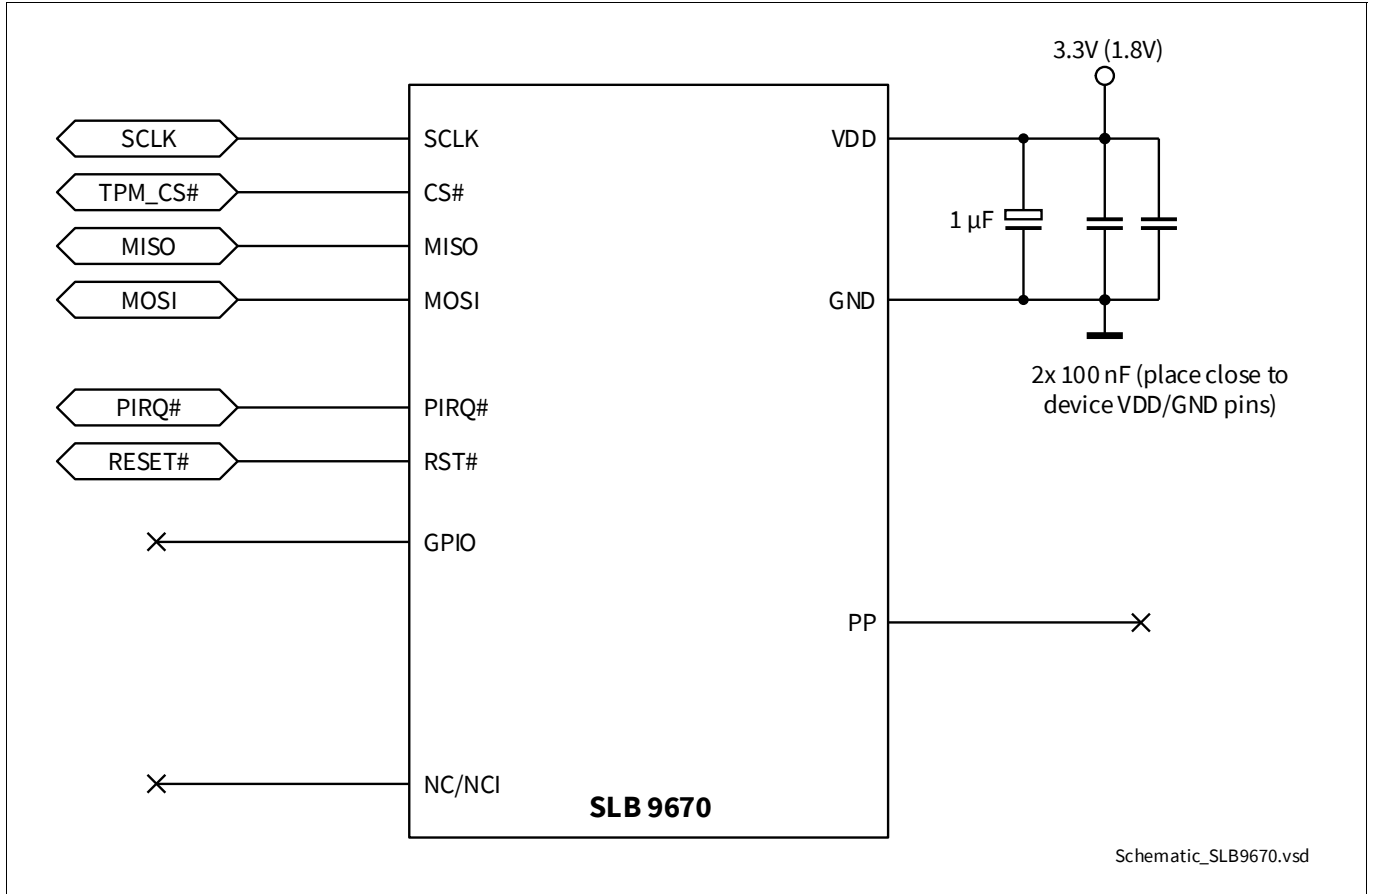 3.3V (1.8V)
SCLK
SCLK
VDD
TPM_CS#
CS#
1 µF
MISO
MISO
MOSI
MOSI
GND
2x 100 nF (place close to
device VDD/GND pins)
PIRQ#
PIRQ#
RESET#
RST#
GPIO
PP
NC/NCI
SLB 9670
Schematic_SLB9670.vsd